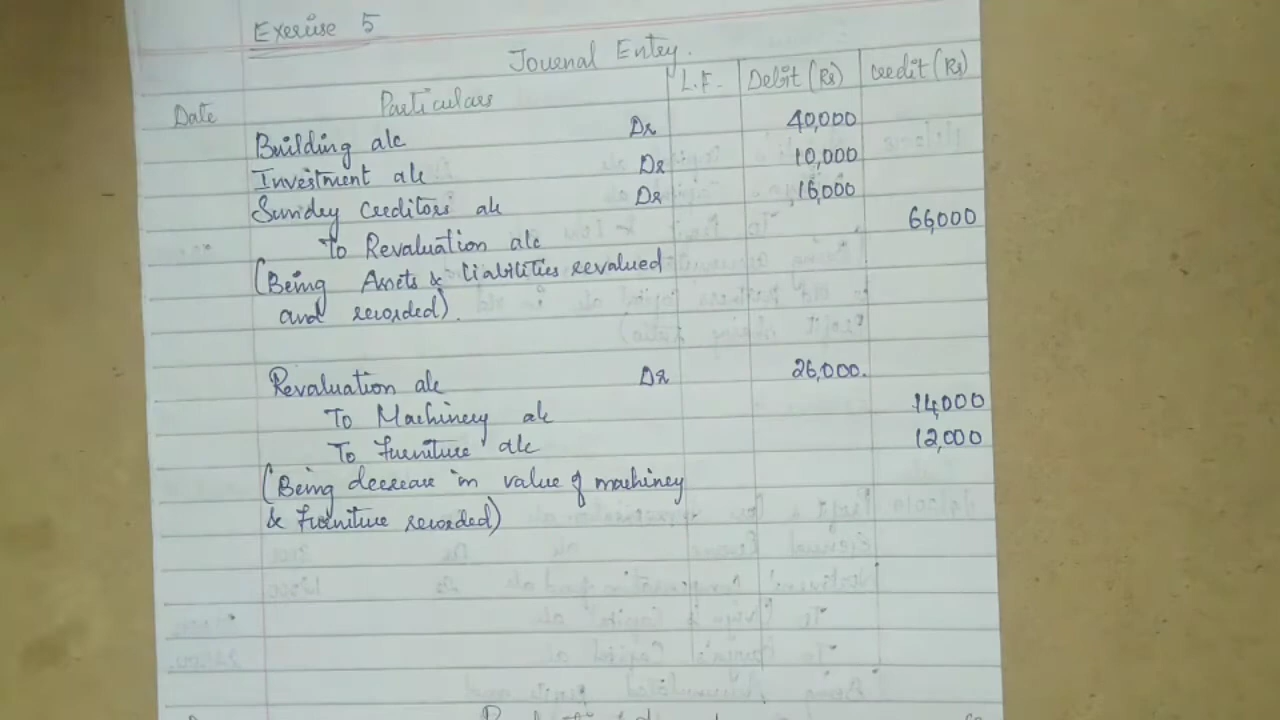 Exercise 5
Journal Entry.
Date Particulars L.F. Debit (Rs) Credit (Rs)
Building a/c Dr 40,000
Investment a/c Dr 10,000
Sundry Creditors a/c Dr 16,000
To Revaluation a/c 66,000
(Being Assets & liabilities revalued
and recorded).
Revaluation a/c Dr 26,000.
To Machinery a/c 14,000
To Furniture a/c 12,000
(Being decrease in value of machinery
& furniture recorded)